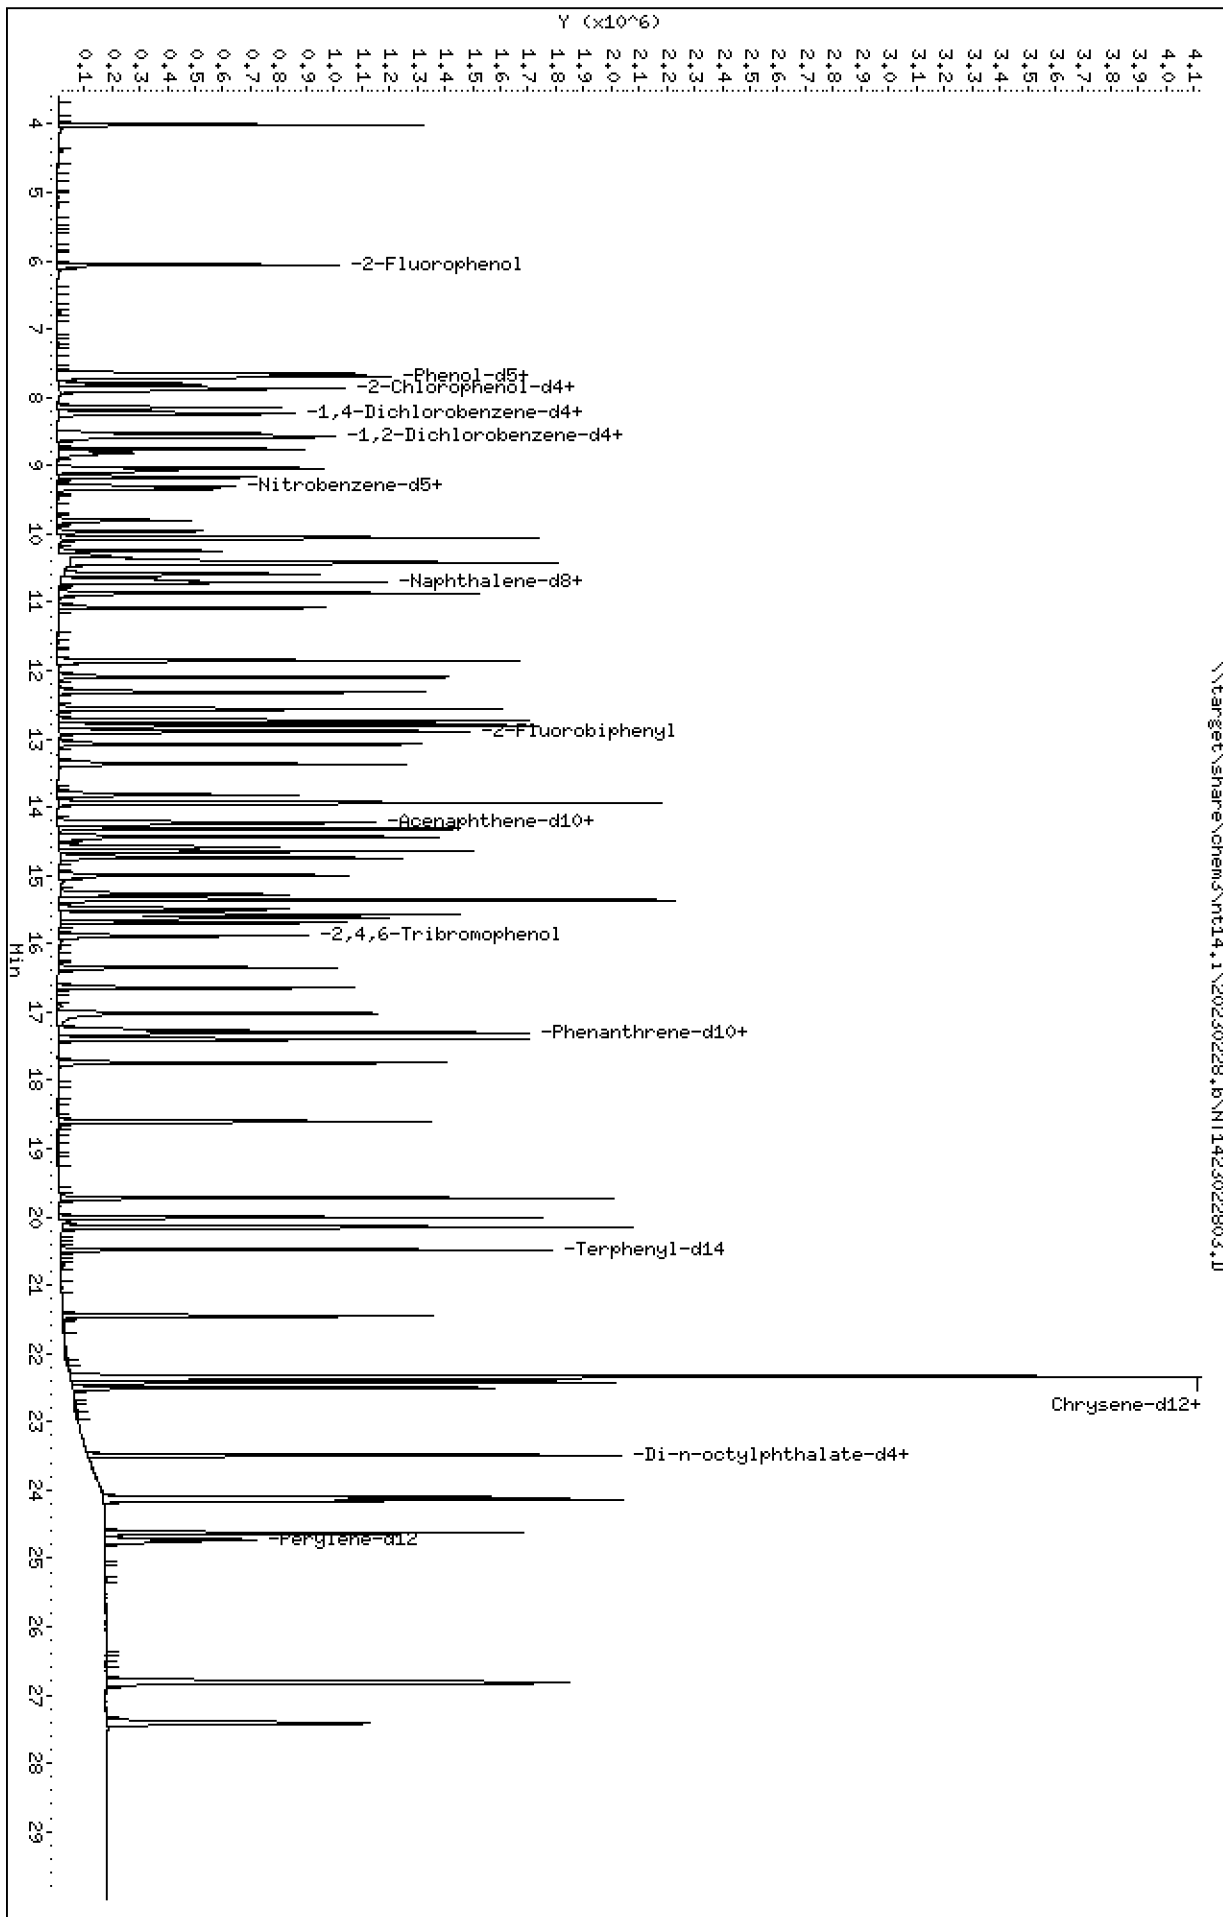 \\target\share\chem3\nt14.i\20230228.b\NT1423022803.D
Y (x10^6)
4.1
4.0
3.9
3.8
3.7
3.6
3.5
3.4
3.3
3.2
3.1
3.0
2.9
2.8
2.7
2.6
2.5
2.4
2.3
2.2
2.1
2.0
1.9
1.8
1.7
1.6
1.5
1.4
1.3
1.2
1.1
1.0
0.9
0.8
0.7
0.6
0.5
0.4
0.3
0.2
0.1
-2-Fluorophenol
-Phenol-d5+
-2-Chlorophenol-d4+
-1,4-Dichlorobenzene-d4+
-1,2-Dichlorobenzene-d4+
-Nitrobenzene-d5+
-Naphthalene-d8+
-2-Fluorobiphenyl
-Acenaphthene-d10+
-2,4,6-Tribromophenol
-Phenanthrene-d10+
-Terphenyl-d14
Chrysene-d12+
-Di-n-octylphthalate-d4+
-Perylene-d12
4 5 6 7 8 9 10 11 12 13 14 15 16 17 18 19 20 21 22 23 24 25 26 27 28 29
Min